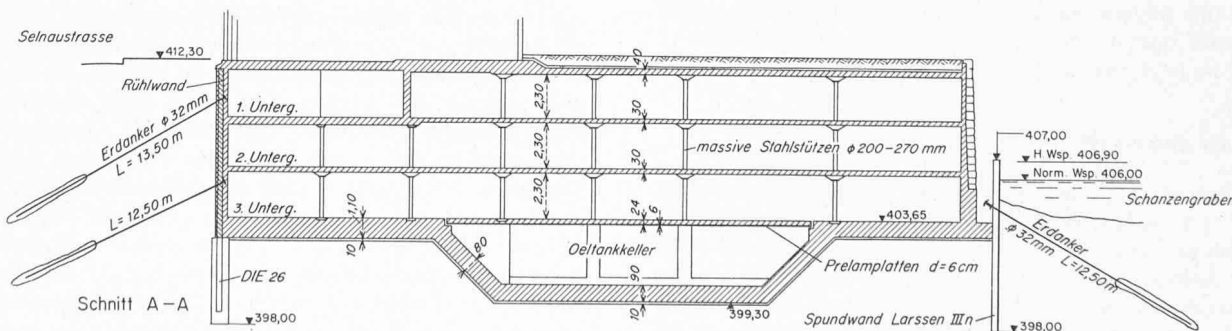 Selnaustrasse
412,30
Rühlwand
Erdanker ϕ 32mm
L = 13,50 m
L = 12,50 m
1. Unterg.
2. Unterg.
3. Unterg.
40
2,30
30
2,30
30
2,30
24
6
1,10
10
80
90
10
massive Stahlstützen ϕ 200-270 mm
407,00
H. Wsp. 406,90
Norm. Wsp. 406,00
Schanzengraben
403,65
Erdanker
ϕ 32mm L=12,50m
Oeltankkeller
Prelamplatten d=6cm
DIE 26
Schnitt A-A
398,00
399,30
Spundwand Larssen IIIn
398,00